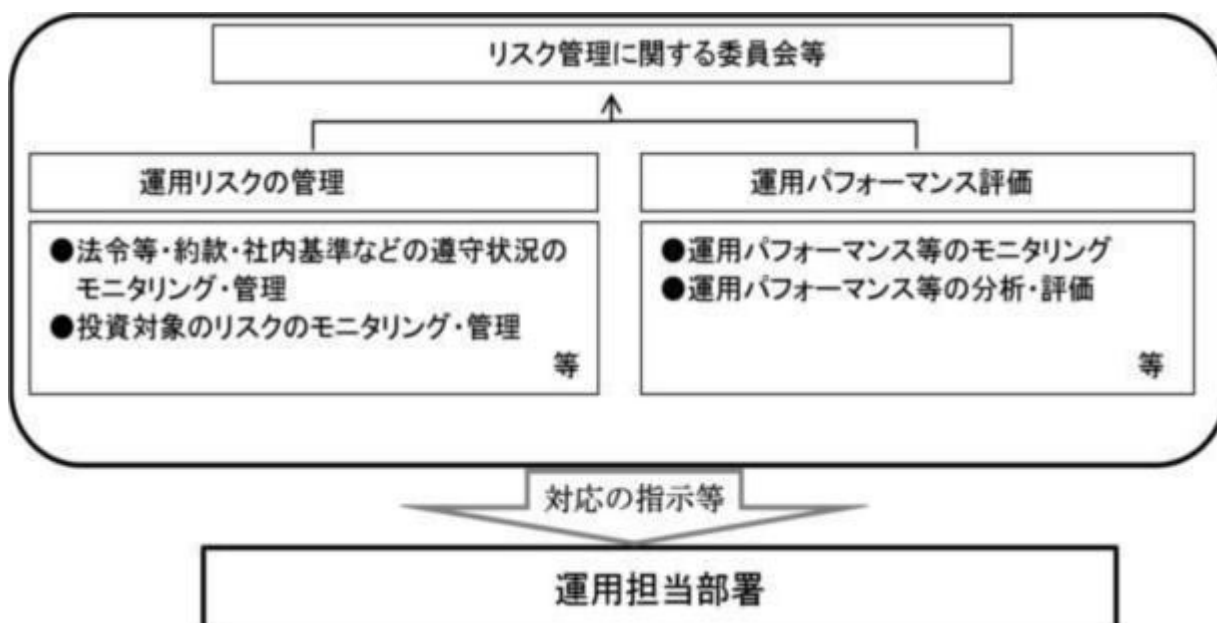 リスク管理に関する委員会等
運用リスクの管理
●法令等・約款・社内基準などの遵守状況の
モニタリング・管理
●投資対象のリスクのモニタリング・管理
等
運用パフォーマンス評価
●運用パフォーマンス等のモニタリング
●運用パフォーマンス等の分析・評価
等
対応の指示等
運用担当部署